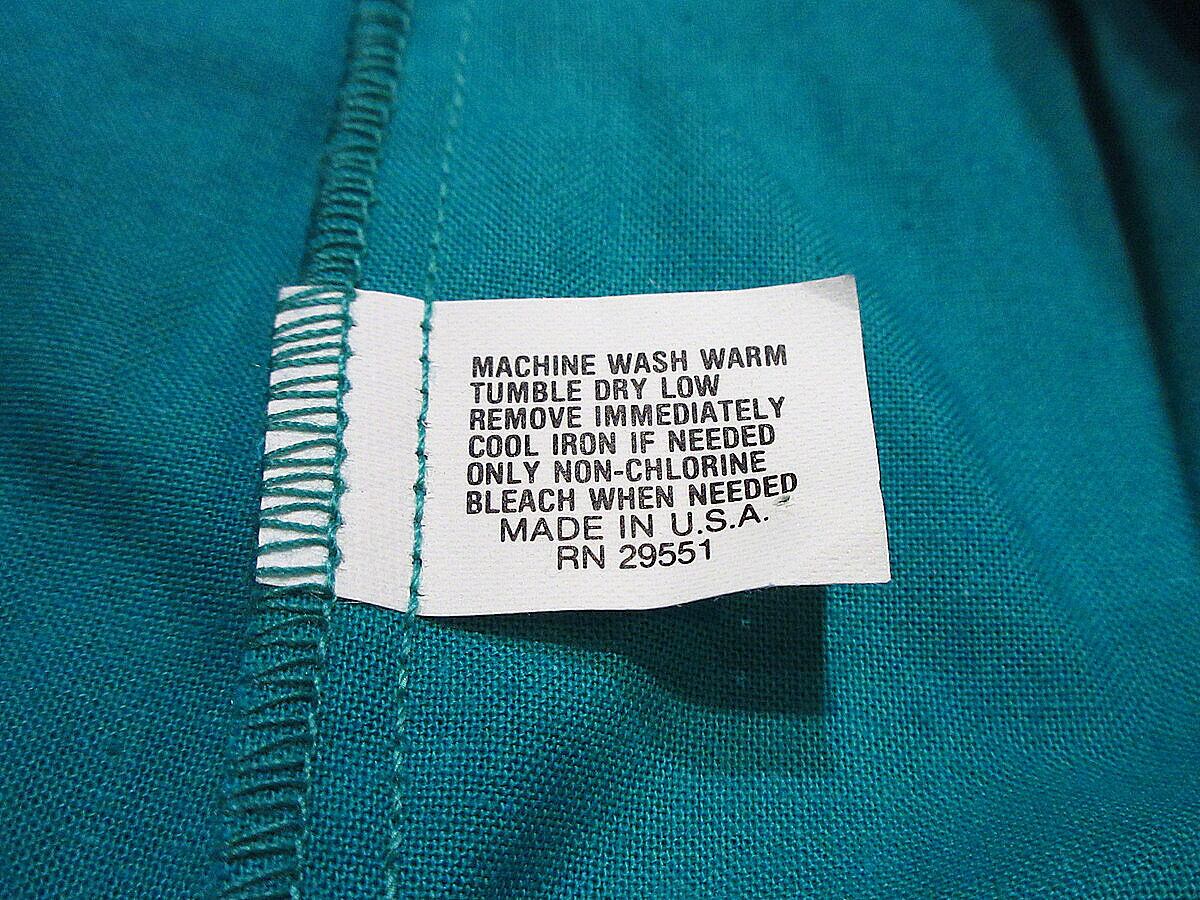 MACHINE WASH WARM
TUMBLE DRY LOW
REMOVE IMMEDIATELY
COOL IRON IF NEEDED
ONLY NON-CHLORINE
BLEACH WHEN NEEDED
MADE IN U.S.A.
RN 29551